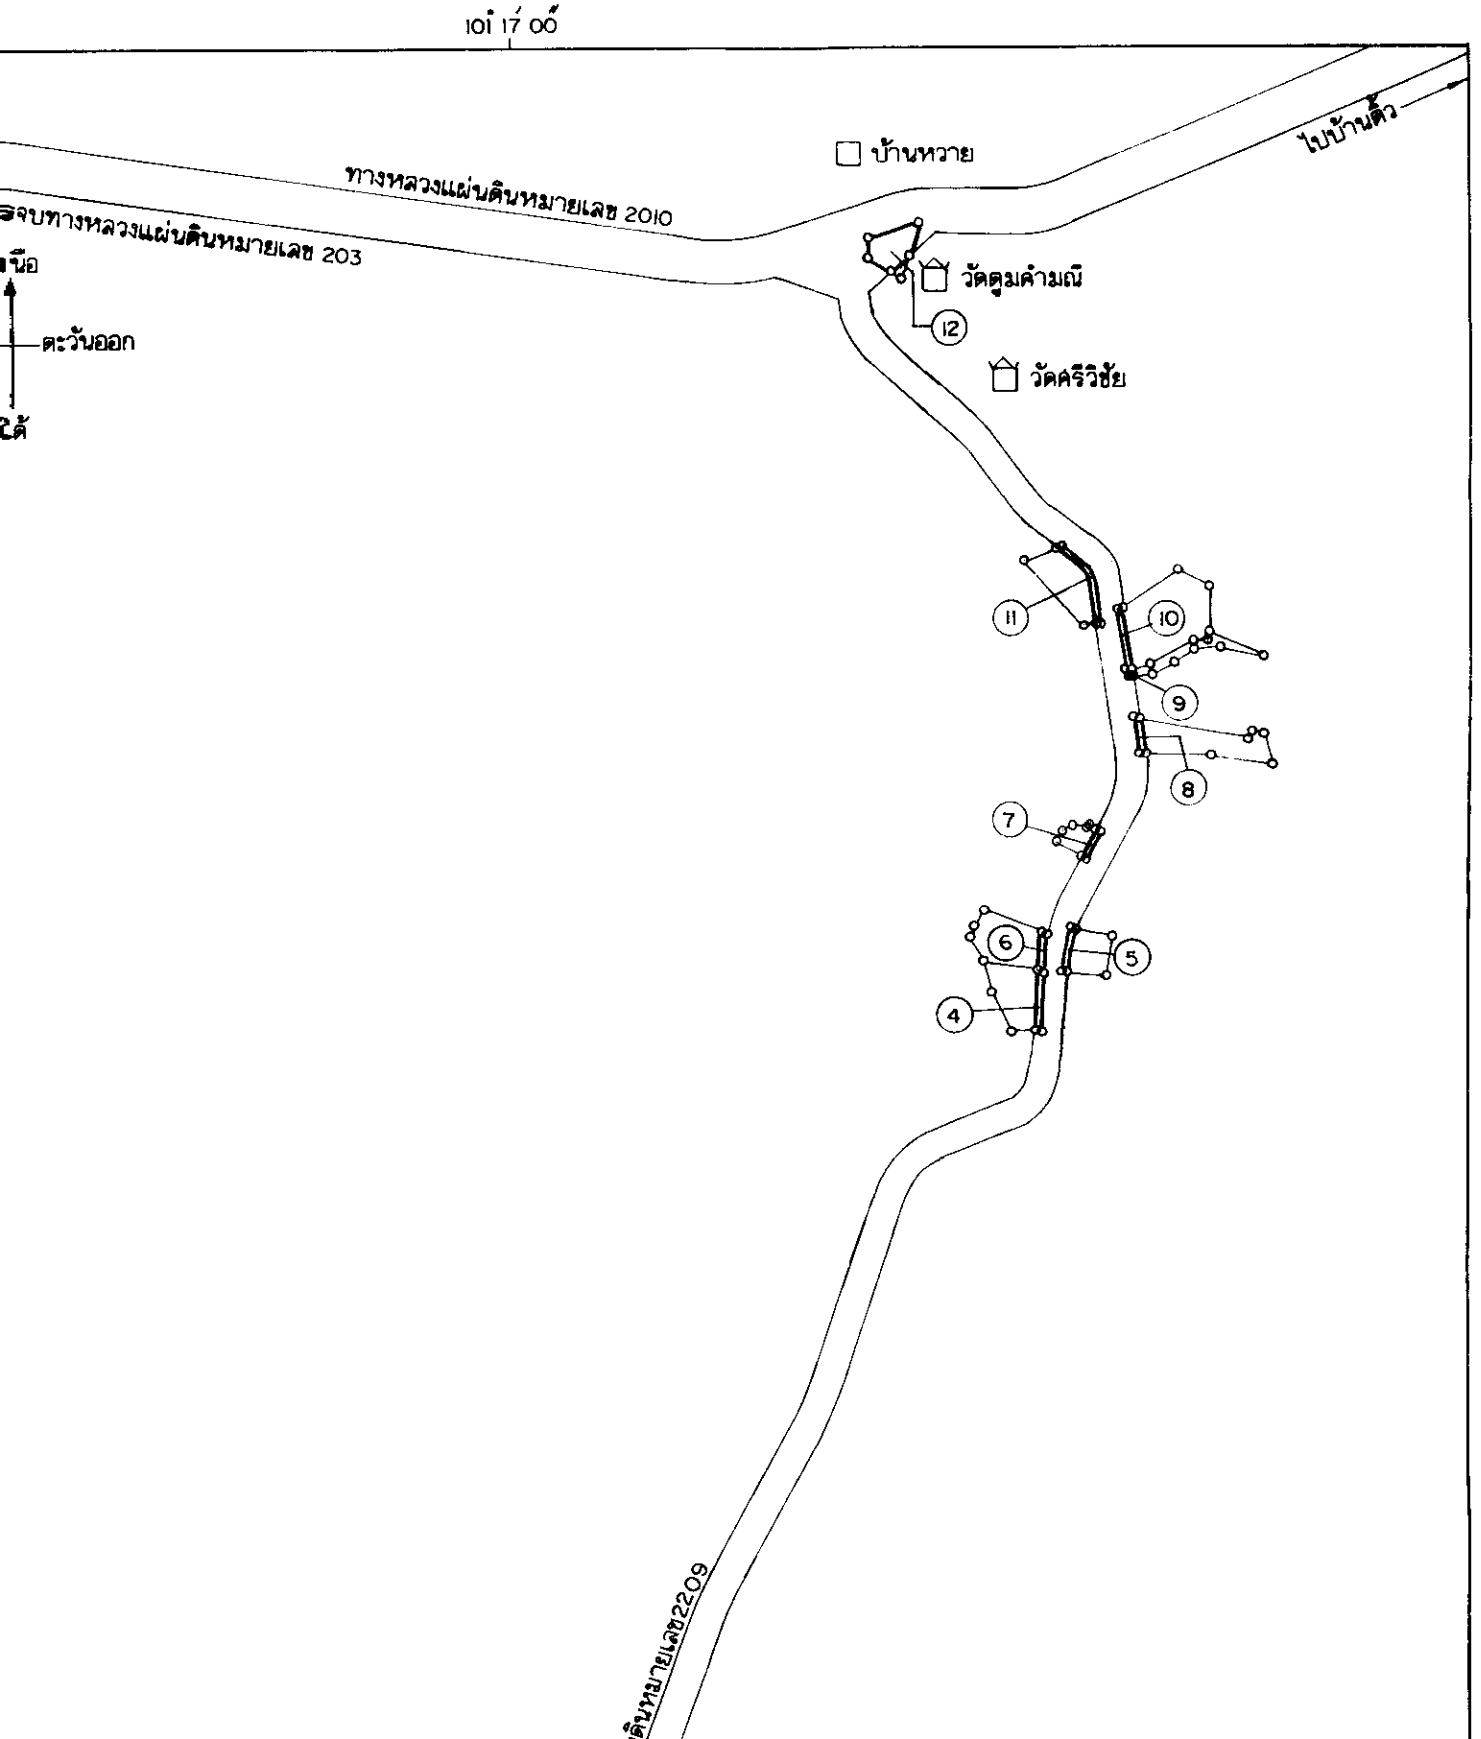 101° 17′ 00″
ไปบ้านติ้ว
บ้านหวาย
ทางหลวงแผ่นดินหมายเลข 2010
จบทางหลวงแผ่นดินหมายเลข 203
นือ
วัดตูมคำมณี
12
ตะวันออก
วัดศรีวิชัย
ใต้
11
10
9
8
7
6
5
4
ดินหมายเลข2209